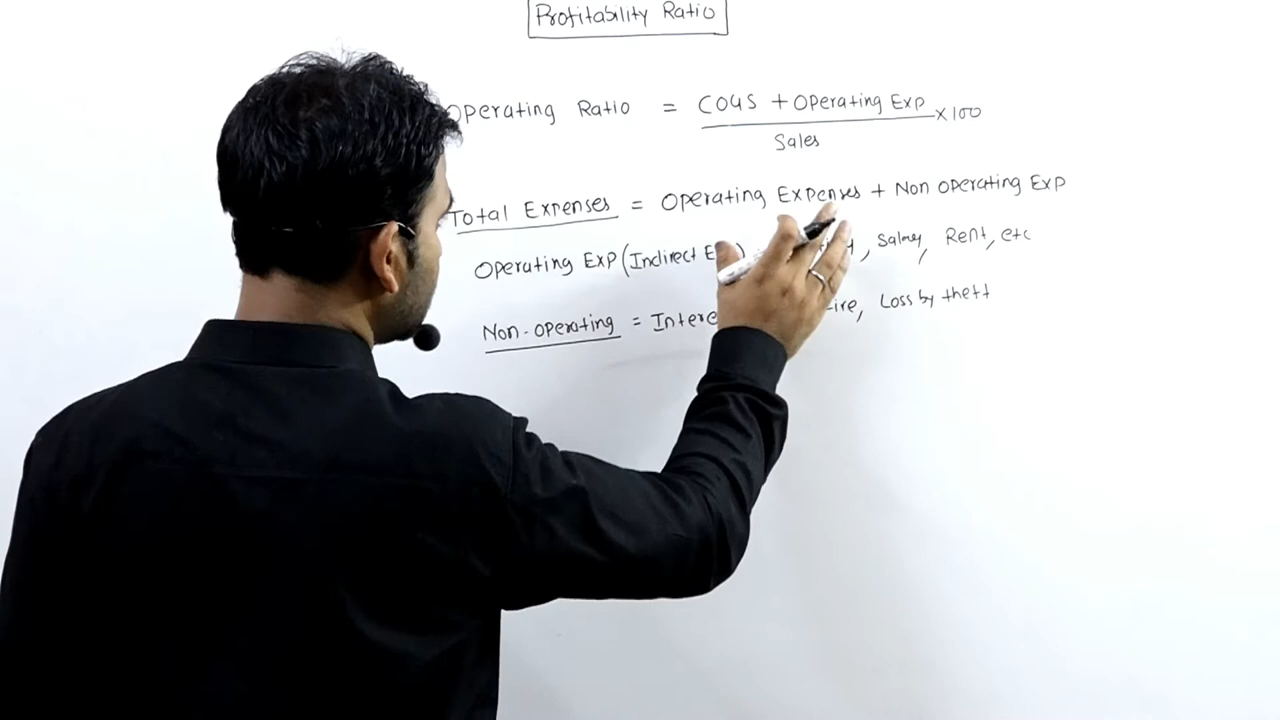 Profitability Ratio
Operating Ratio = COGS + Operating Exp × 100
Sales
Total Expenses = Operating Expenses + Non Operating Exp
Operating Exp (Indirect , Salary, Rent, etc
Non-operating = , Loss by theft